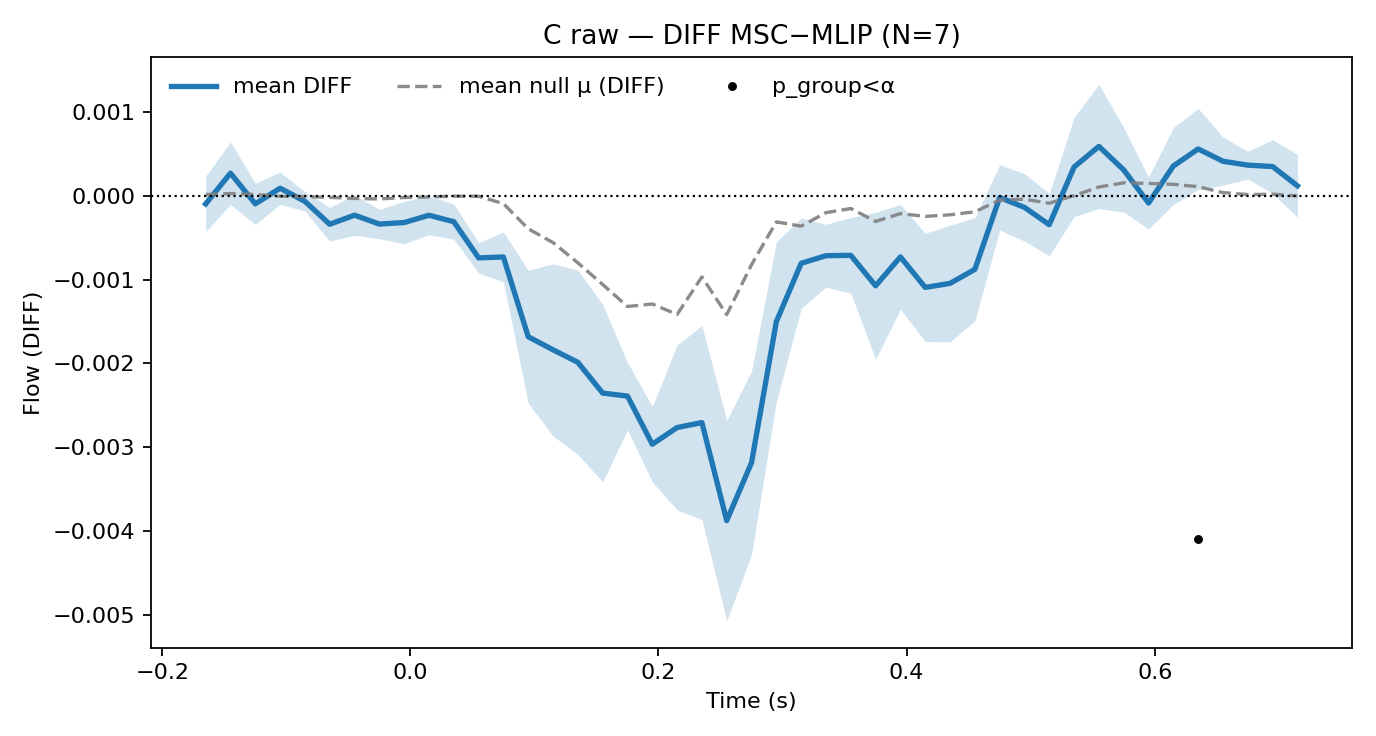 C raw — DIFF MSC−MLIP (N=7)
mean DIFF
mean null μ (DIFF)
p_group<α
0.001
0.000
−0.001
−0.002
−0.003
−0.004
−0.005
Flow (DIFF)
−0.2
0.0
0.2
0.4
0.6
Time (s)